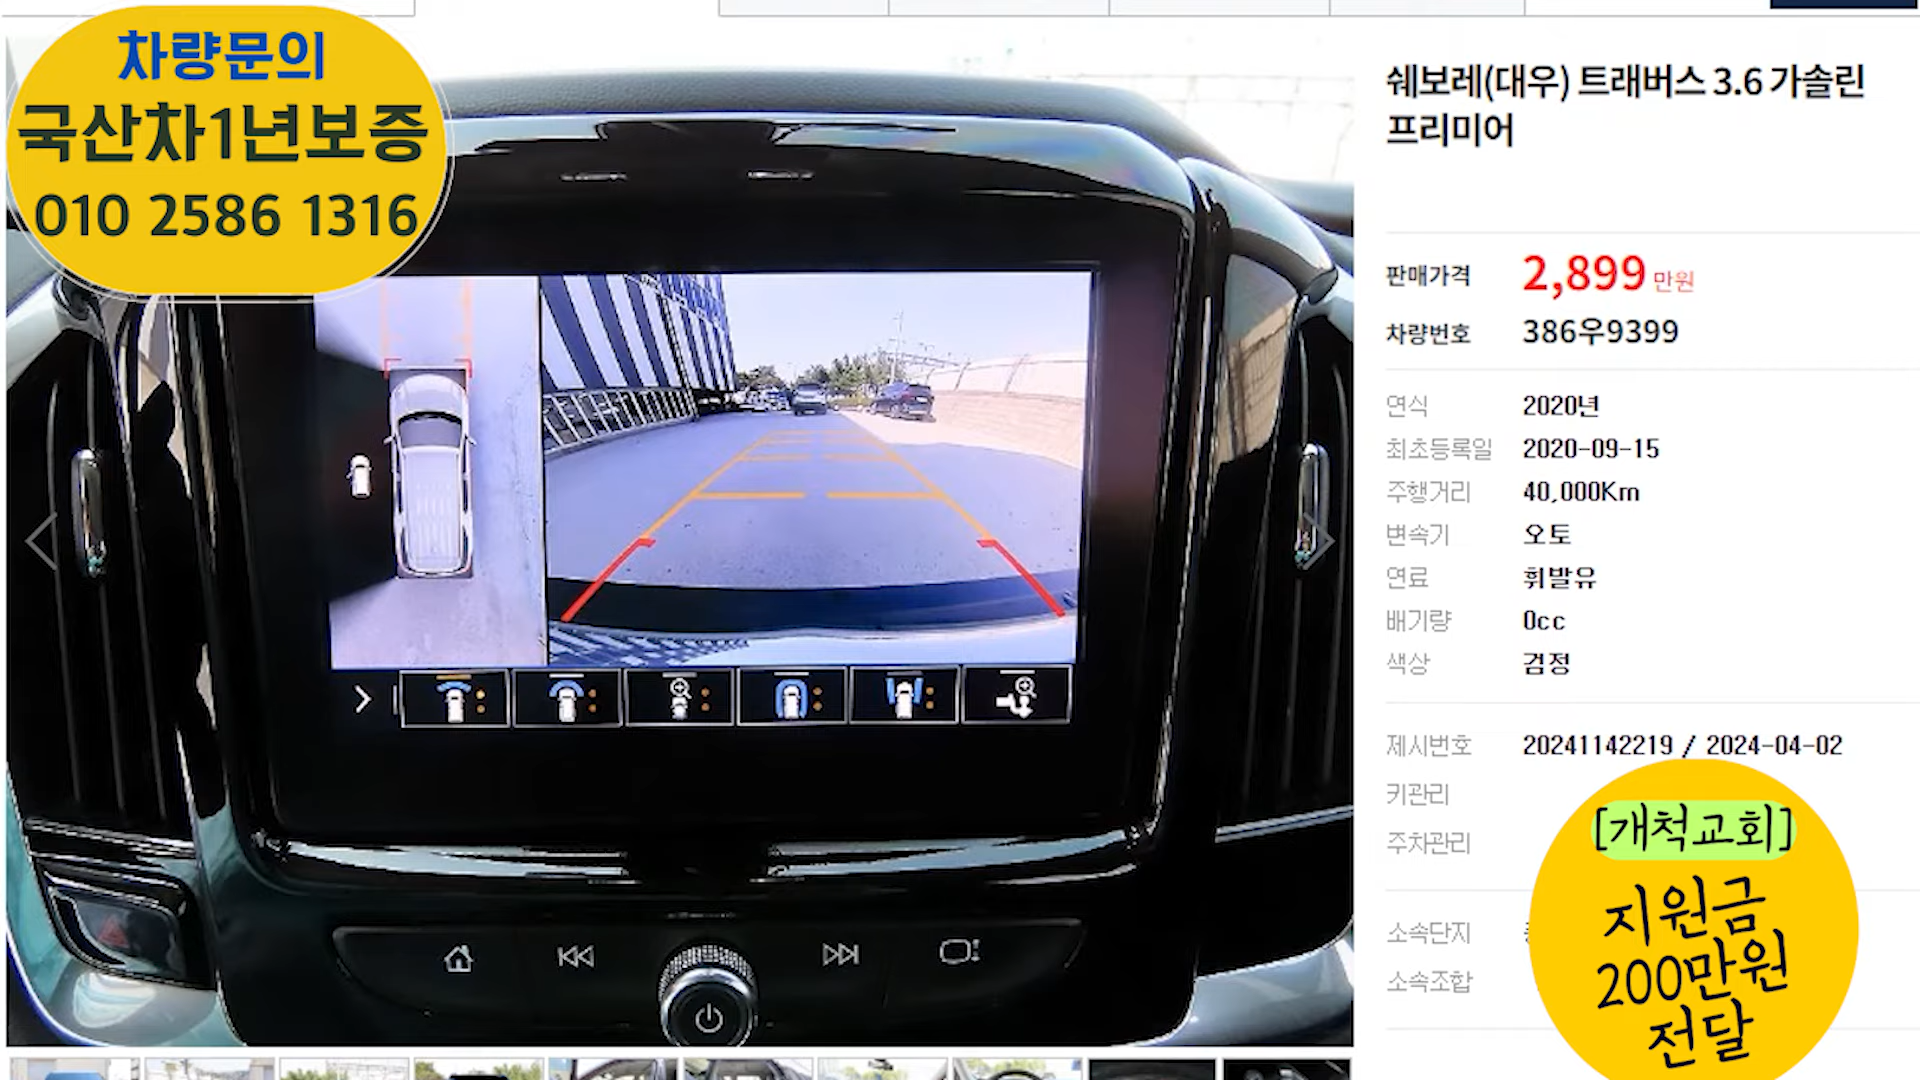 차량문의
국산차1년보증
010 2586 1316
쉐보레(대우) 트래버스 3.6 가솔린
프리미어
판매가격 2,899 만원
차량번호 386우9399
연식 2020년
최초등록일 2020-09-15
주행거리 40,000Km
변속기 오토
연료 휘발유
배기량 0cc
색상 검정
제시번호 20241142219 / 2024-04-02
키관리
주차관리
소속단지
소속조합
[개척교회]
지원금
200만원
전달